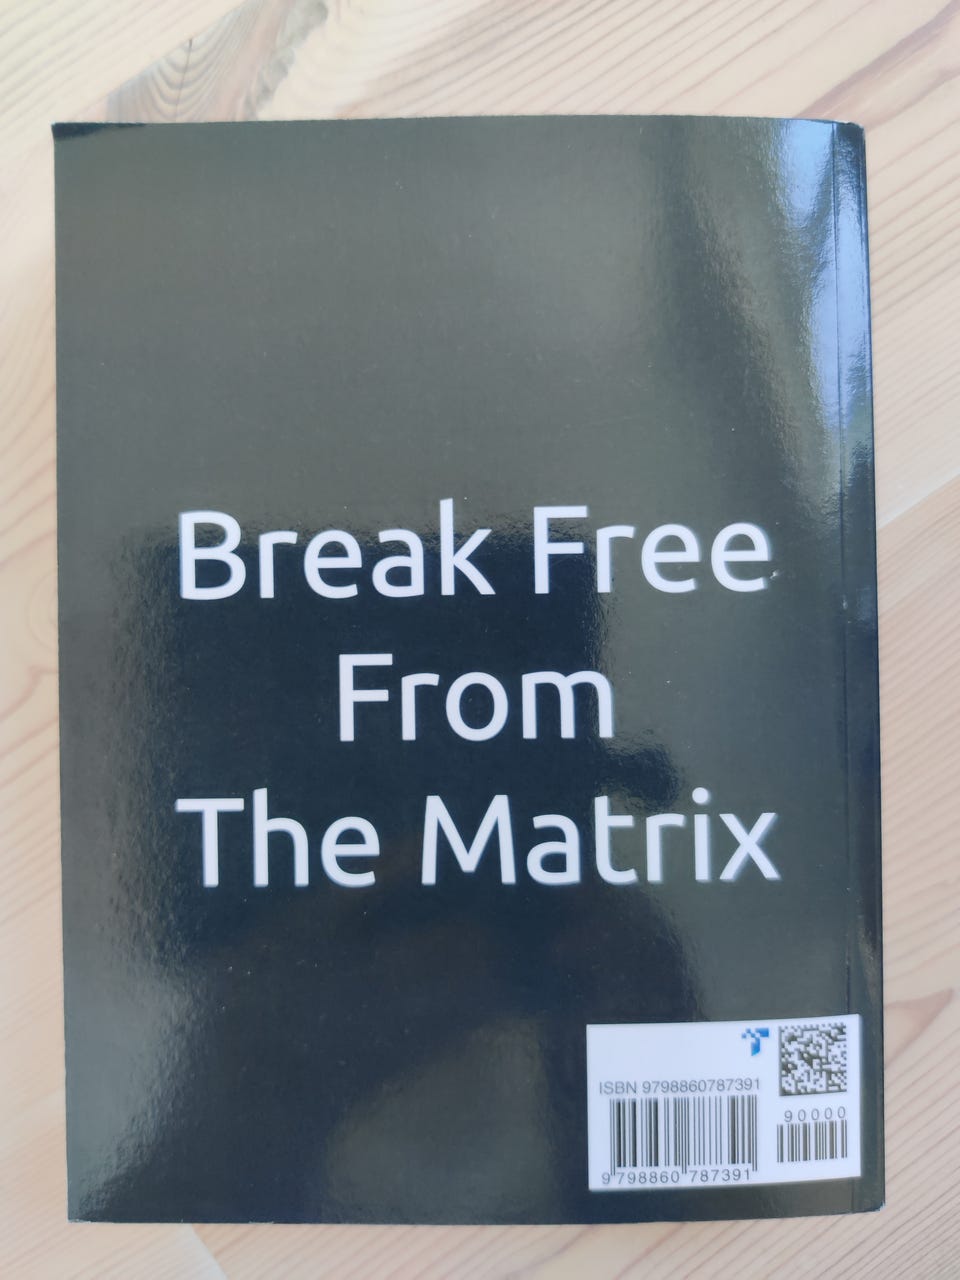 Break Free
From
The Matrix
ISBN 9798860787391
90000
9 798860 787391